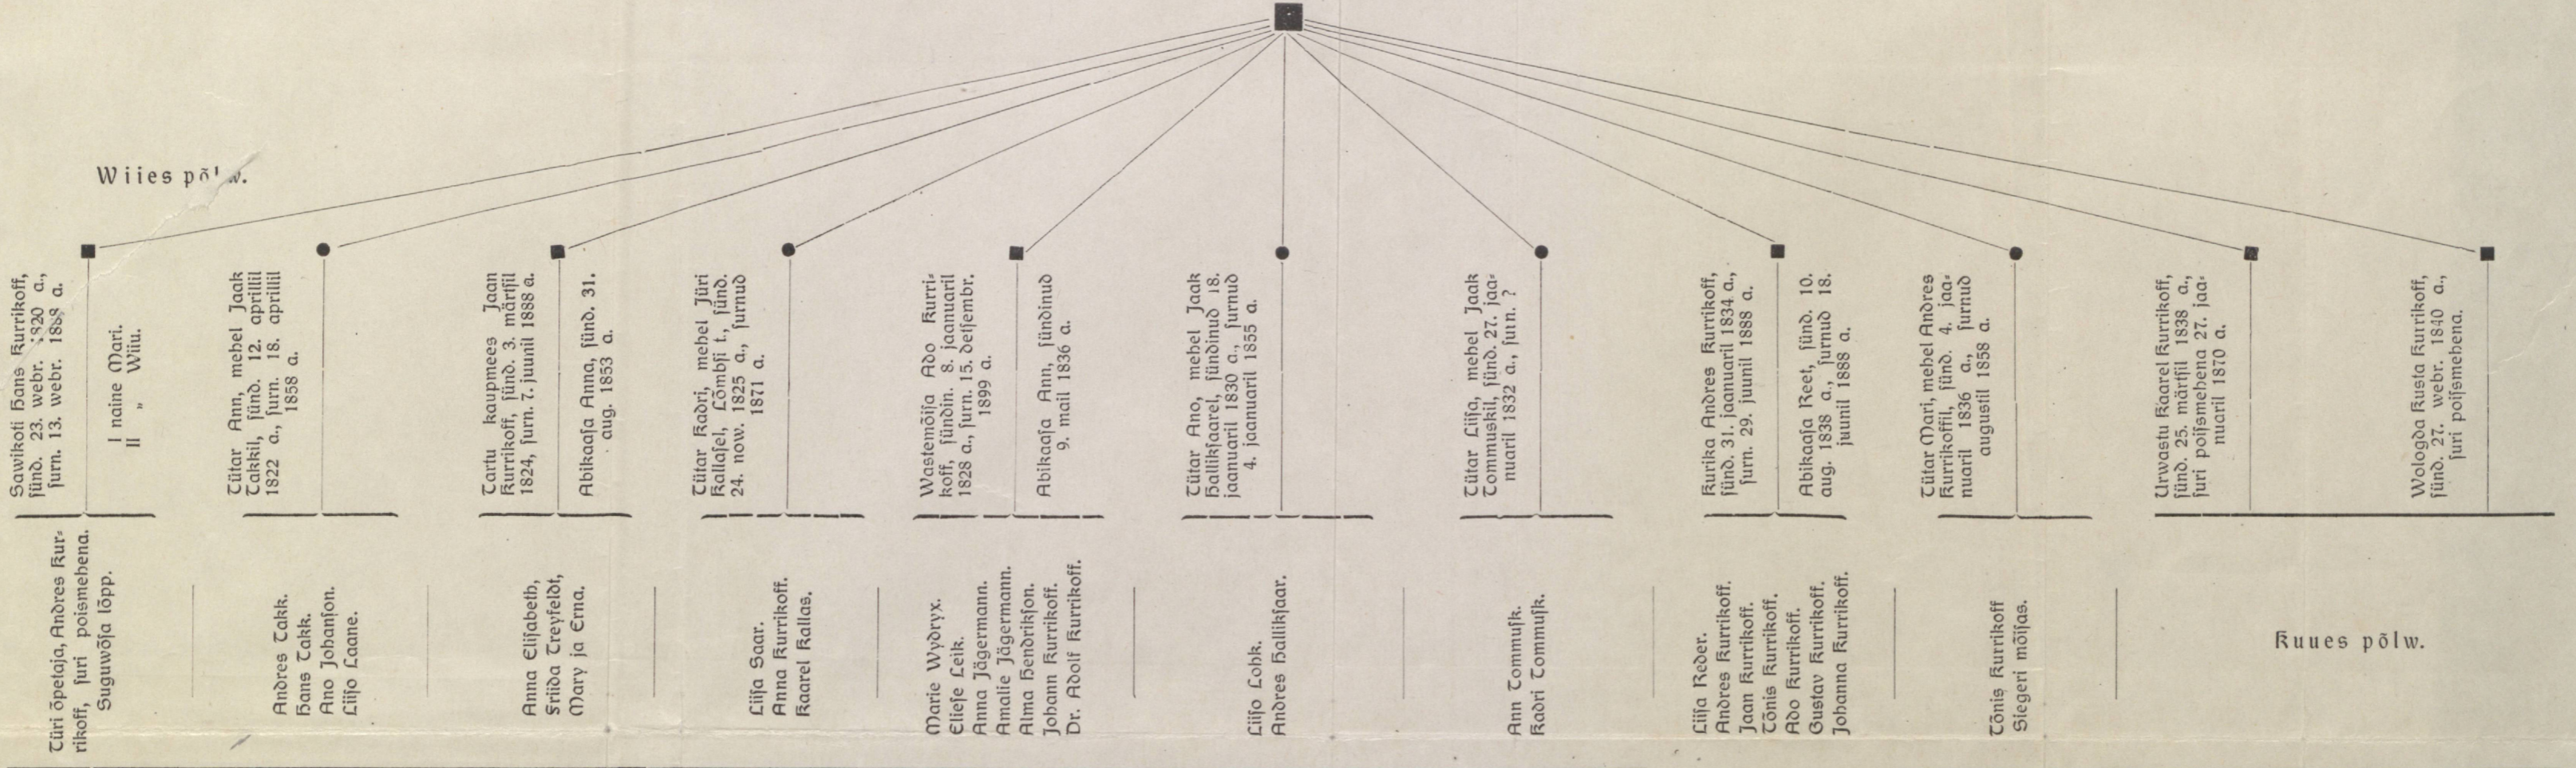 Wiies põlw.
Sawikoti Hans Kurrikoff,
sünd. 23. webr. 1820 a.,
surn. 13. webr. 1888 a.
I naine Mari.
II „ Wiiu.
Tütar Ann, mehel Jaak
Takkil, sünd. 12. aprillil
1822 a., surn. 18. aprillil
1858 a.
Tartu kaupmees Jaan
Kurrikoff, sünd. 3. märtsil
1824, surn. 7. juunil 1888 a.
Abikaasa Anna, sünd. 31.
aug. 1853 a.
Tütar Kadri, mehel Jüri
Kallasel, Lõmbsi t., sünd.
24. now. 1825 a., surnud
1871 a.
Wastemõisa Ado Kurri-
koff, sündin. 8. jaanuaril
1828 a., surn. 15. detsembr.
1899 a.
Abikaasa Ann, sündinud
9. mail 1836 a.
Tütar Ano, mehel Jaak
Halliksaarel, sündinud 18.
jaanuaril 1830 a., surnud
4. jaanuaril 1855 a.
Tütar Liisa, mehel Jaak
Tommuskil, sünd. 27. jaa-
nuaril 1832 a., surn. ?
Kurika Andres Kurrikoff,
sünd. 31. jaanuaril 1834 a.,
surn. 29. juunil 1888 a.
Abikaasa Reet, sünd. 10.
aug. 1838 a., surnud 18.
juunil 1888 a.
Tütar Mari, mehel Andres
Kurrikoffil, sünd. 4. jaa-
nuaril 1836 a., surnud
augustil 1858 a.
Urwastu Kaarel Kurrikoff,
sünd. 25. märtsil 1838 a.,
suri poissmehena 27. jaa-
nuaril 1870 a.
Wologda Kusta Kurrikoff,
sünd. 27. webr. 1840 a.,
suri poissmehena.
Türi õpetaja, Andres Kur-
rikoff, suri poismehena.
Suguwõsa lõpp.
Andres Takk.
Hans Takk.
Ano Johanson.
Liiso Laane.
Anna Elisabeth,
Friida Treyfeldt,
Mary ja Erna.
Liisa Saar.
Anna Kurrikoff.
Kaarel Kallas.
Marie Wydryx.
Eliese Leik.
Anna Jägermann.
Amalie Jägermann.
Alma Hendrikson.
Johann Kurrikoff.
Dr. Adolf Kurrikoff.
Liiso Lohk.
Andres Halliksaar.
Ann Tommusk.
Kadri Tommusk.
Liisa Reder.
Andres Kurrikoff.
Jaan Kurrikoff.
Tõnis Kurrikoff.
Ado Kurrikoff.
Gustav Kurrikoff.
Johanna Kurrikoff.
Tõnis Kurrikoff
Siegeri mõisas.
Kuues põlw.